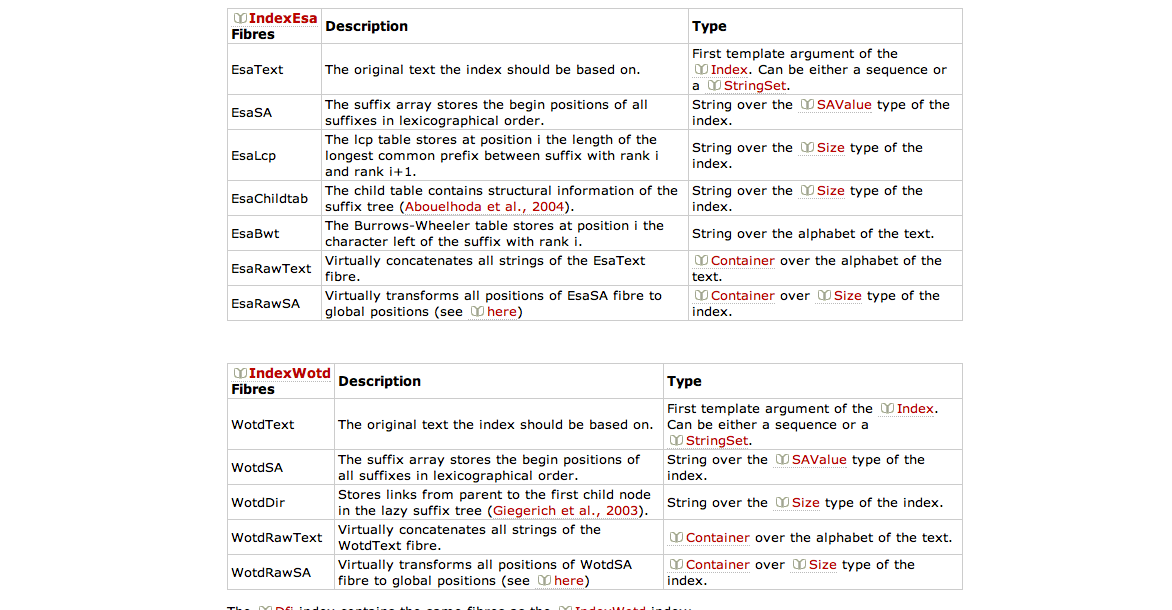 IndexEsa
Fibres
Description
Type
EsaText
The original text the index should be based on.
First template argument of the
Index. Can be either a sequence or
a StringSet.
EsaSA
The suffix array stores the begin positions of all
suffixes in lexicographical order.
String over the SAValue type of the
index.
EsaLcp
The lcp table stores at position i the length of the
longest common prefix between suffix with rank i
and rank i+1.
String over the Size type of the
index.
EsaChildtab
The child table contains structural information of the
suffix tree (Abouelhoda et al., 2004).
String over the Size type of the
index.
EsaBwt
The Burrows-Wheeler table stores at position i the
character left of the suffix with rank i.
String over the alphabet of the text.
EsaRawText
Virtually concatenates all strings of the EsaText
fibre.
Container over the alphabet of the
text.
EsaRawSA
Virtually transforms all positions of EsaSA fibre to
global positions (see here)
Container over Size type of the
index.
IndexWotd
Fibres
Description
Type
WotdText
The original text the index should be based on.
First template argument of the Index.
Can be either a sequence or a
StringSet.
WotdSA
The suffix array stores the begin positions of
all suffixes in lexicographical order.
String over the SAValue type of the
index.
WotdDir
Stores links from parent to the first child node
in the lazy suffix tree (Giegerich et al., 2003).
String over the Size type of the index.
WotdRawText
Virtually concatenates all strings of the
WotdText fibre.
Container over the alphabet of the text.
WotdRawSA
Virtually transforms all positions of WotdSA
fibre to global positions (see here)
Container over Size type of the
index.
The Dfi index contains the same fibres as the IndexWotd index.